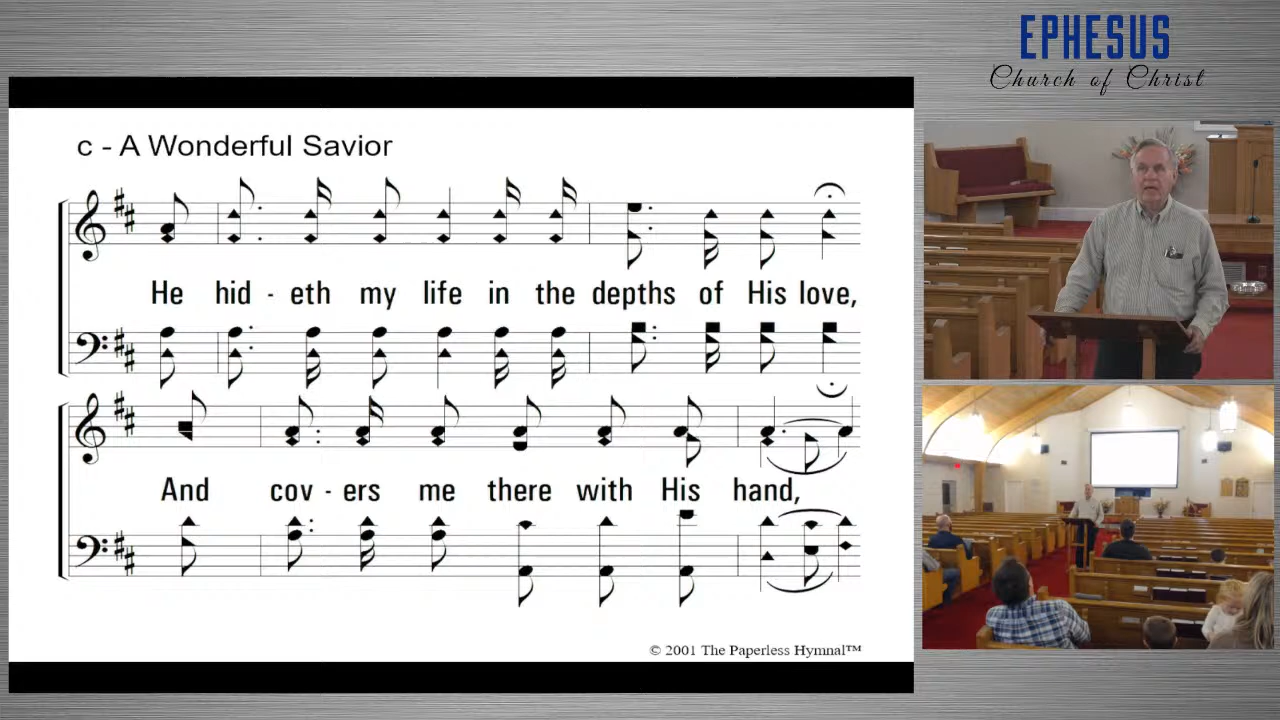 EPHESUS
Church of Christ
c - A Wonderful Savior
He hid - eth my life in the depths of His love,
And cov - ers me there with His hand,
© 2001 The Paperless Hymnal™